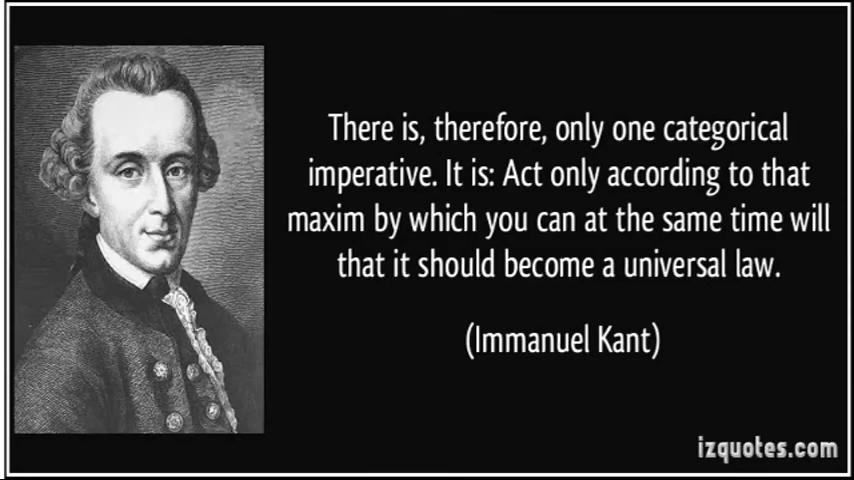 There is, therefore, only one categorical
imperative. It is: Act only according to that
maxim by which you can at the same time will
that it should become a universal law.
(Immanuel Kant)
izquotes.com